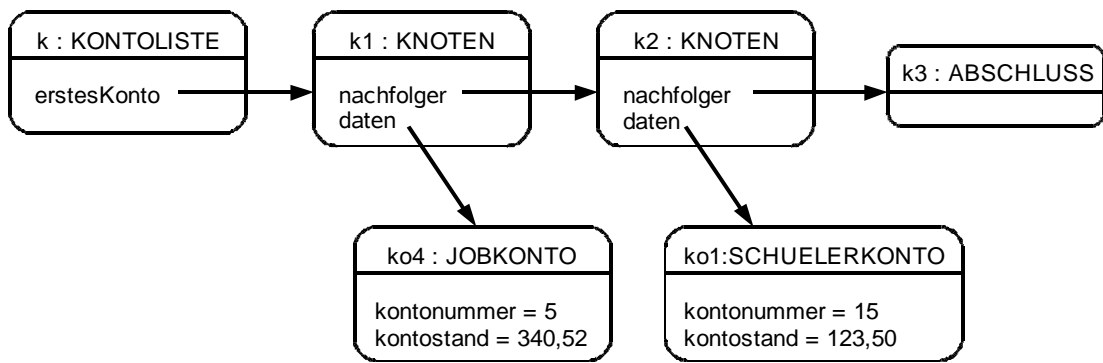 k : KONTOLISTE
erstesKonto
k1 : KNOTEN
nachfolger
daten
k2 : KNOTEN
nachfolger
daten
k3 : ABSCHLUSS
ko4 : JOBKONTO
kontonummer = 5
kontostand = 340,52
ko1:SCHUELERKONTO
kontonummer = 15
kontostand = 123,50